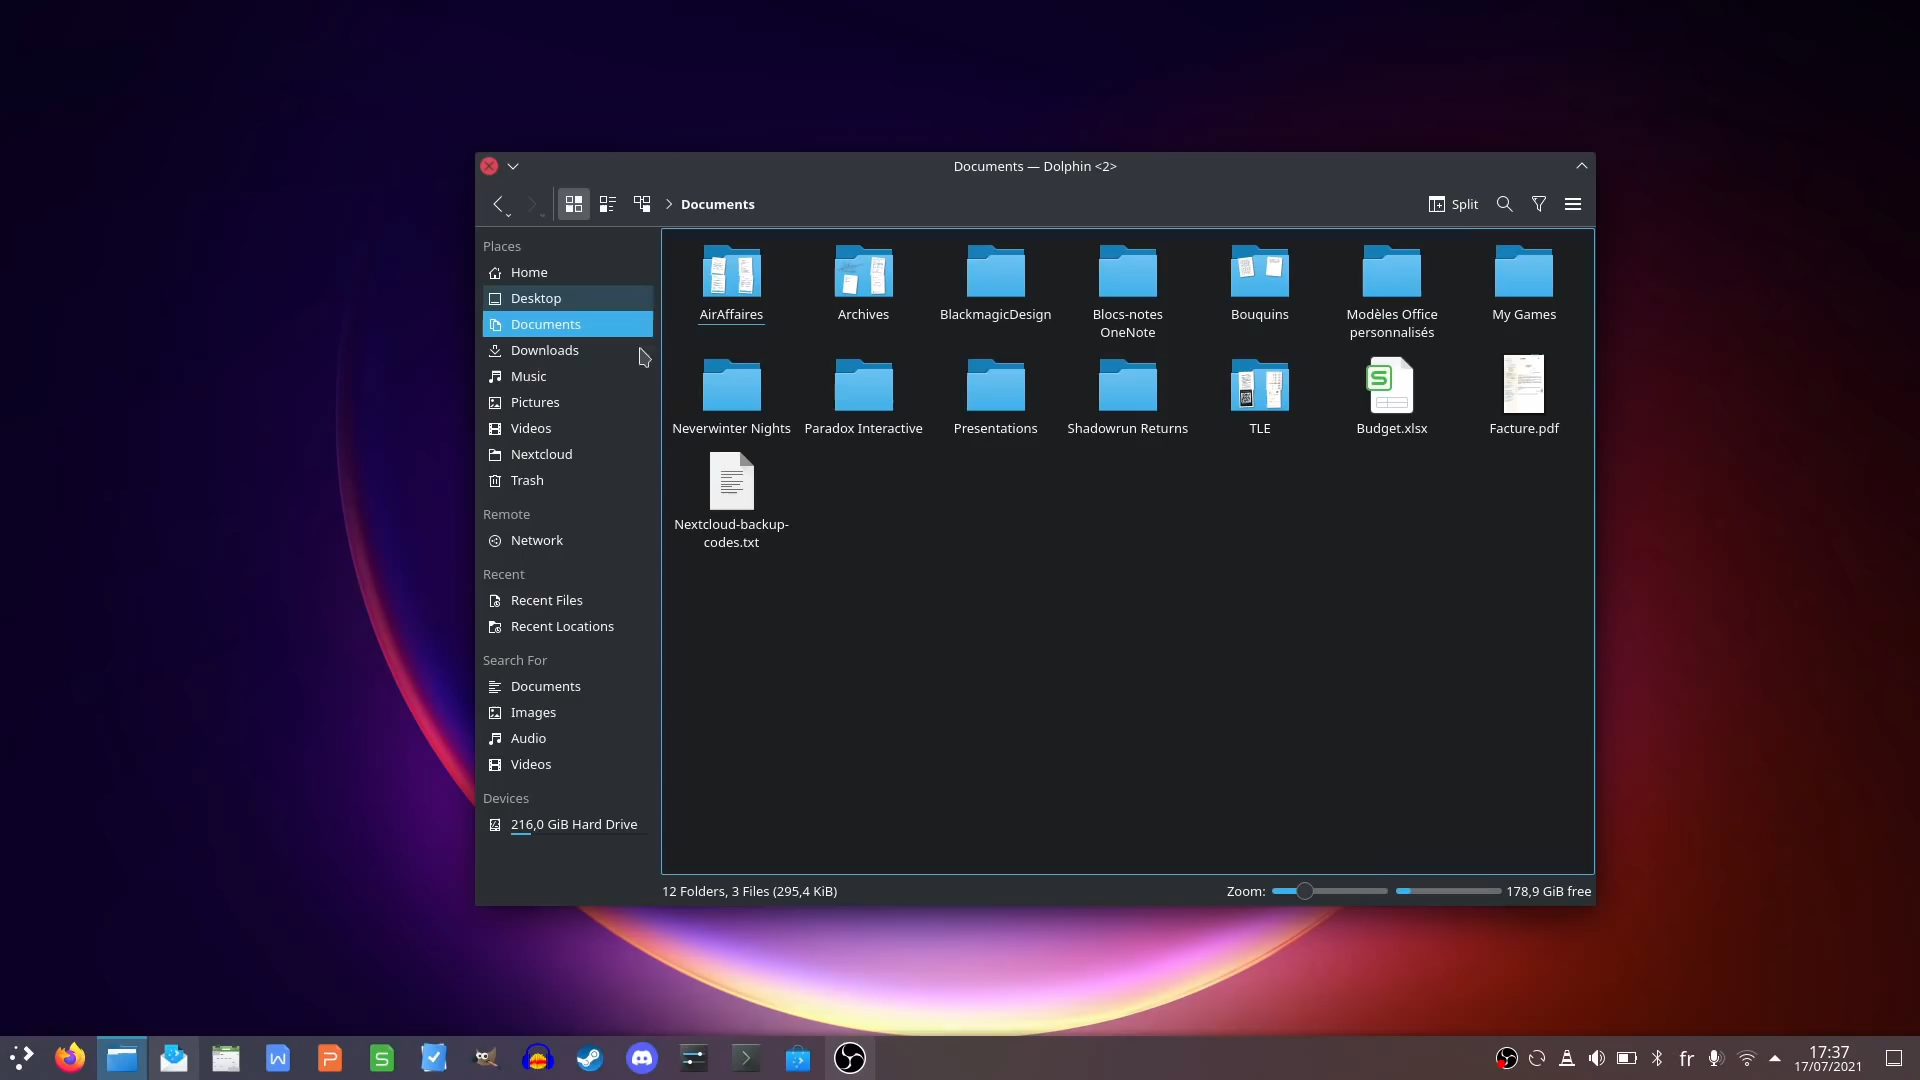 Documents — Dolphin <2>
Documents
Split
Places
Home
Desktop
Documents
Downloads
Music
Pictures
Videos
Nextcloud
Trash
Remote
Network
Recent
Recent Files
Recent Locations
Search For
Documents
Images
Audio
Videos
Devices
216,0 GiB Hard Drive
AirAffaires
Archives
BlackmagicDesign
Blocs-notes
OneNote
Bouquins
Modèles Office
personnalisés
My Games
Neverwinter Nights
Paradox Interactive
Presentations
Shadowrun Returns
TLE
Budget.xlsx
Facture.pdf
Nextcloud-backup-
codes.txt
12 Folders, 3 Files (295,4 KiB)
Zoom:
178,9 GiB free
fr
17:37
17/07/2021